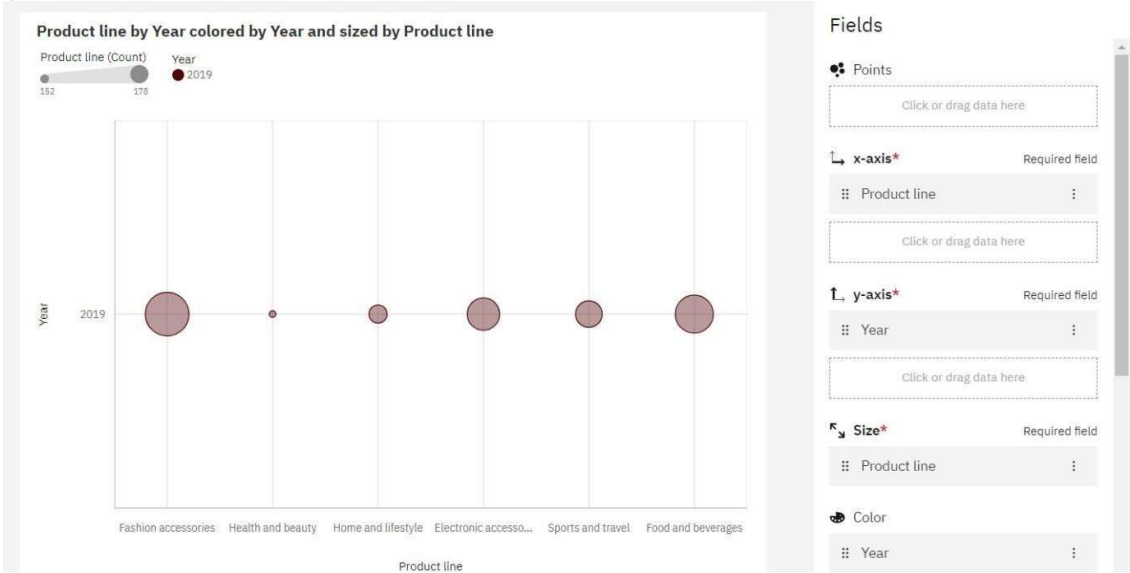 Product line by Year colored by Year and sized by Product line
Product line (Count)
152
178
Year
2019
Year
2019
Fashion accessories
Health and beauty
Home and lifestyle
Electronic accesso...
Sports and travel
Food and beverages
Product line
Fields
Points
Click or drag data here
x-axis*
Required field
Product line
Click or drag data here
y-axis*
Required field
Year
Click or drag data here
Size*
Required field
Product line
Color
Year